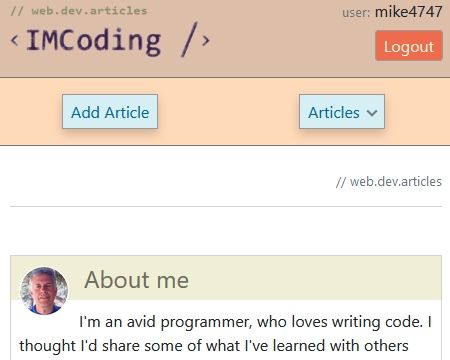 // web.dev.articles
user: mike4747
<IMCoding />
Logout
Add Article
Articles
// web.dev.articles
About me
I'm an avid programmer, who loves writing code. I
thought I'd share some of what I've learned with others